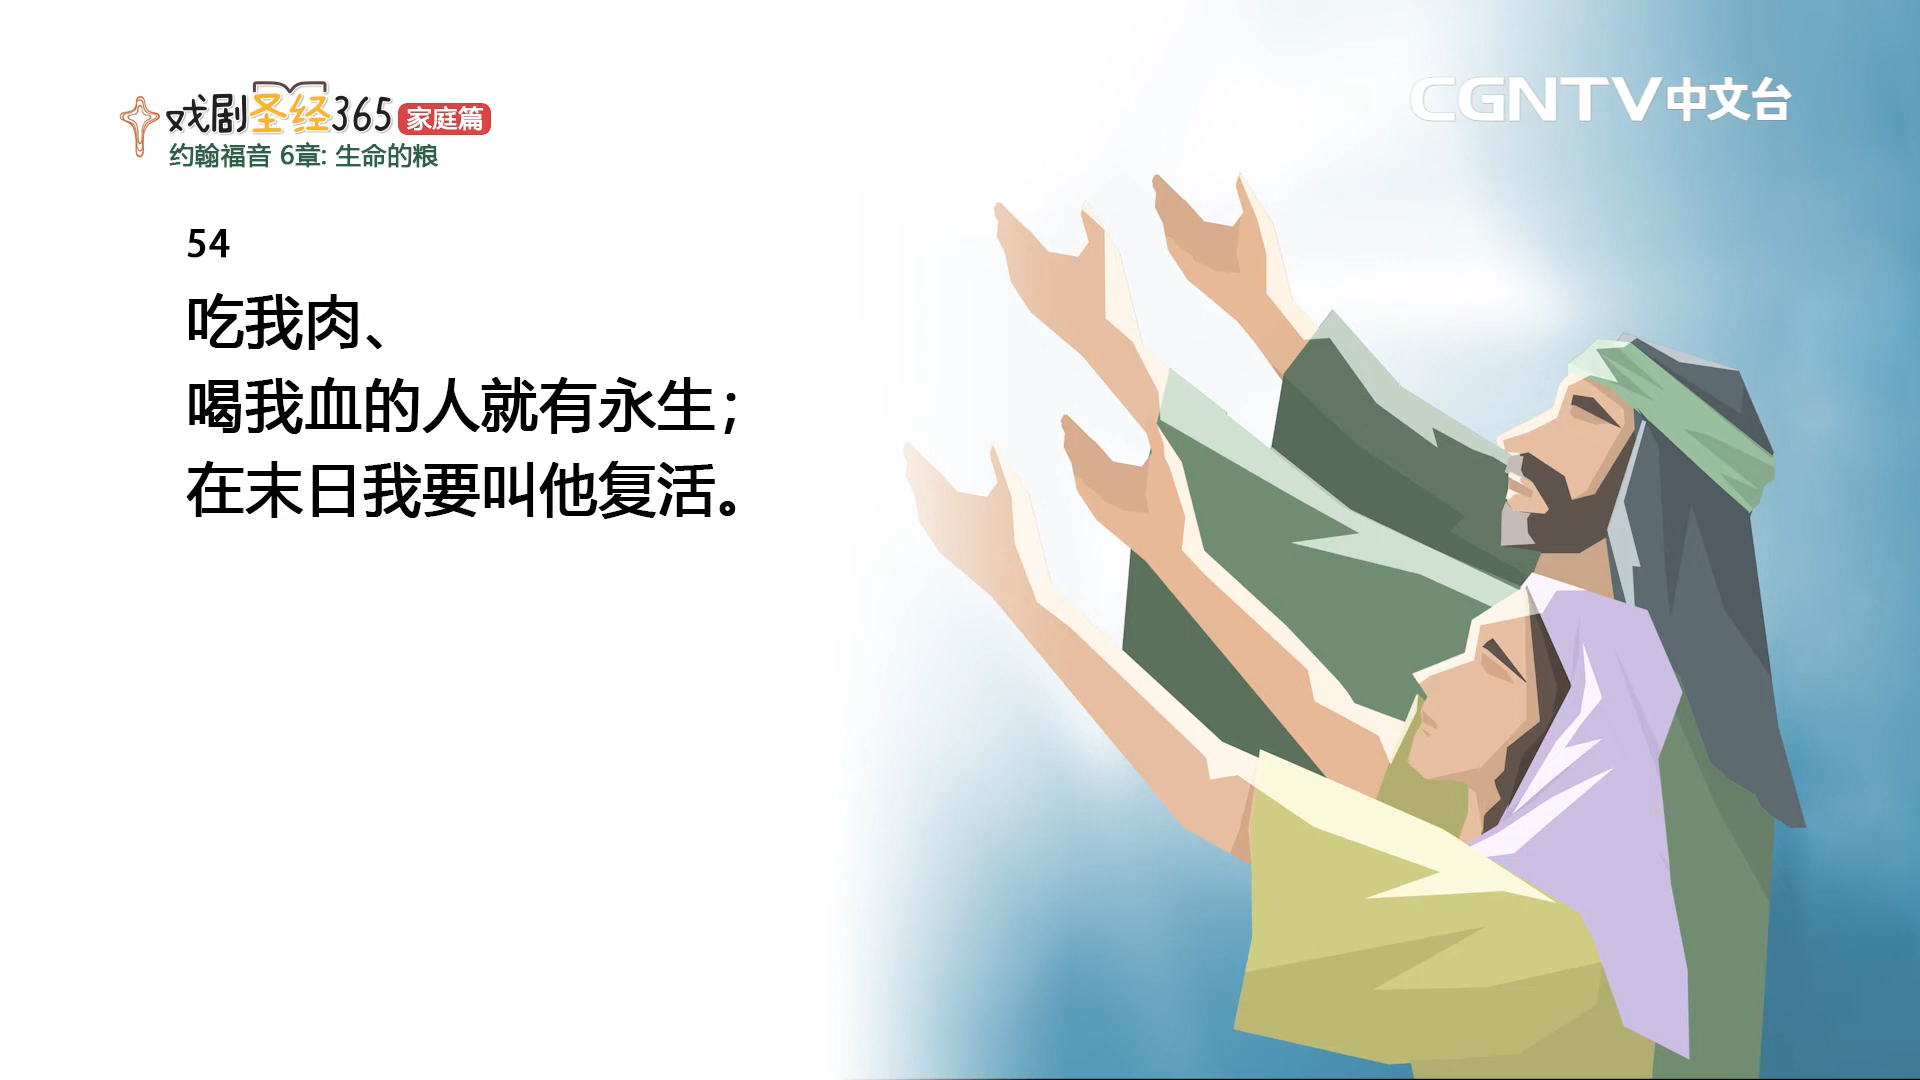 戏剧圣经365 家庭篇
约翰福音 6章: 生命的粮
CGNTV中文台
54
吃我肉、
喝我血的人就有永生；
在末日我要叫他复活。